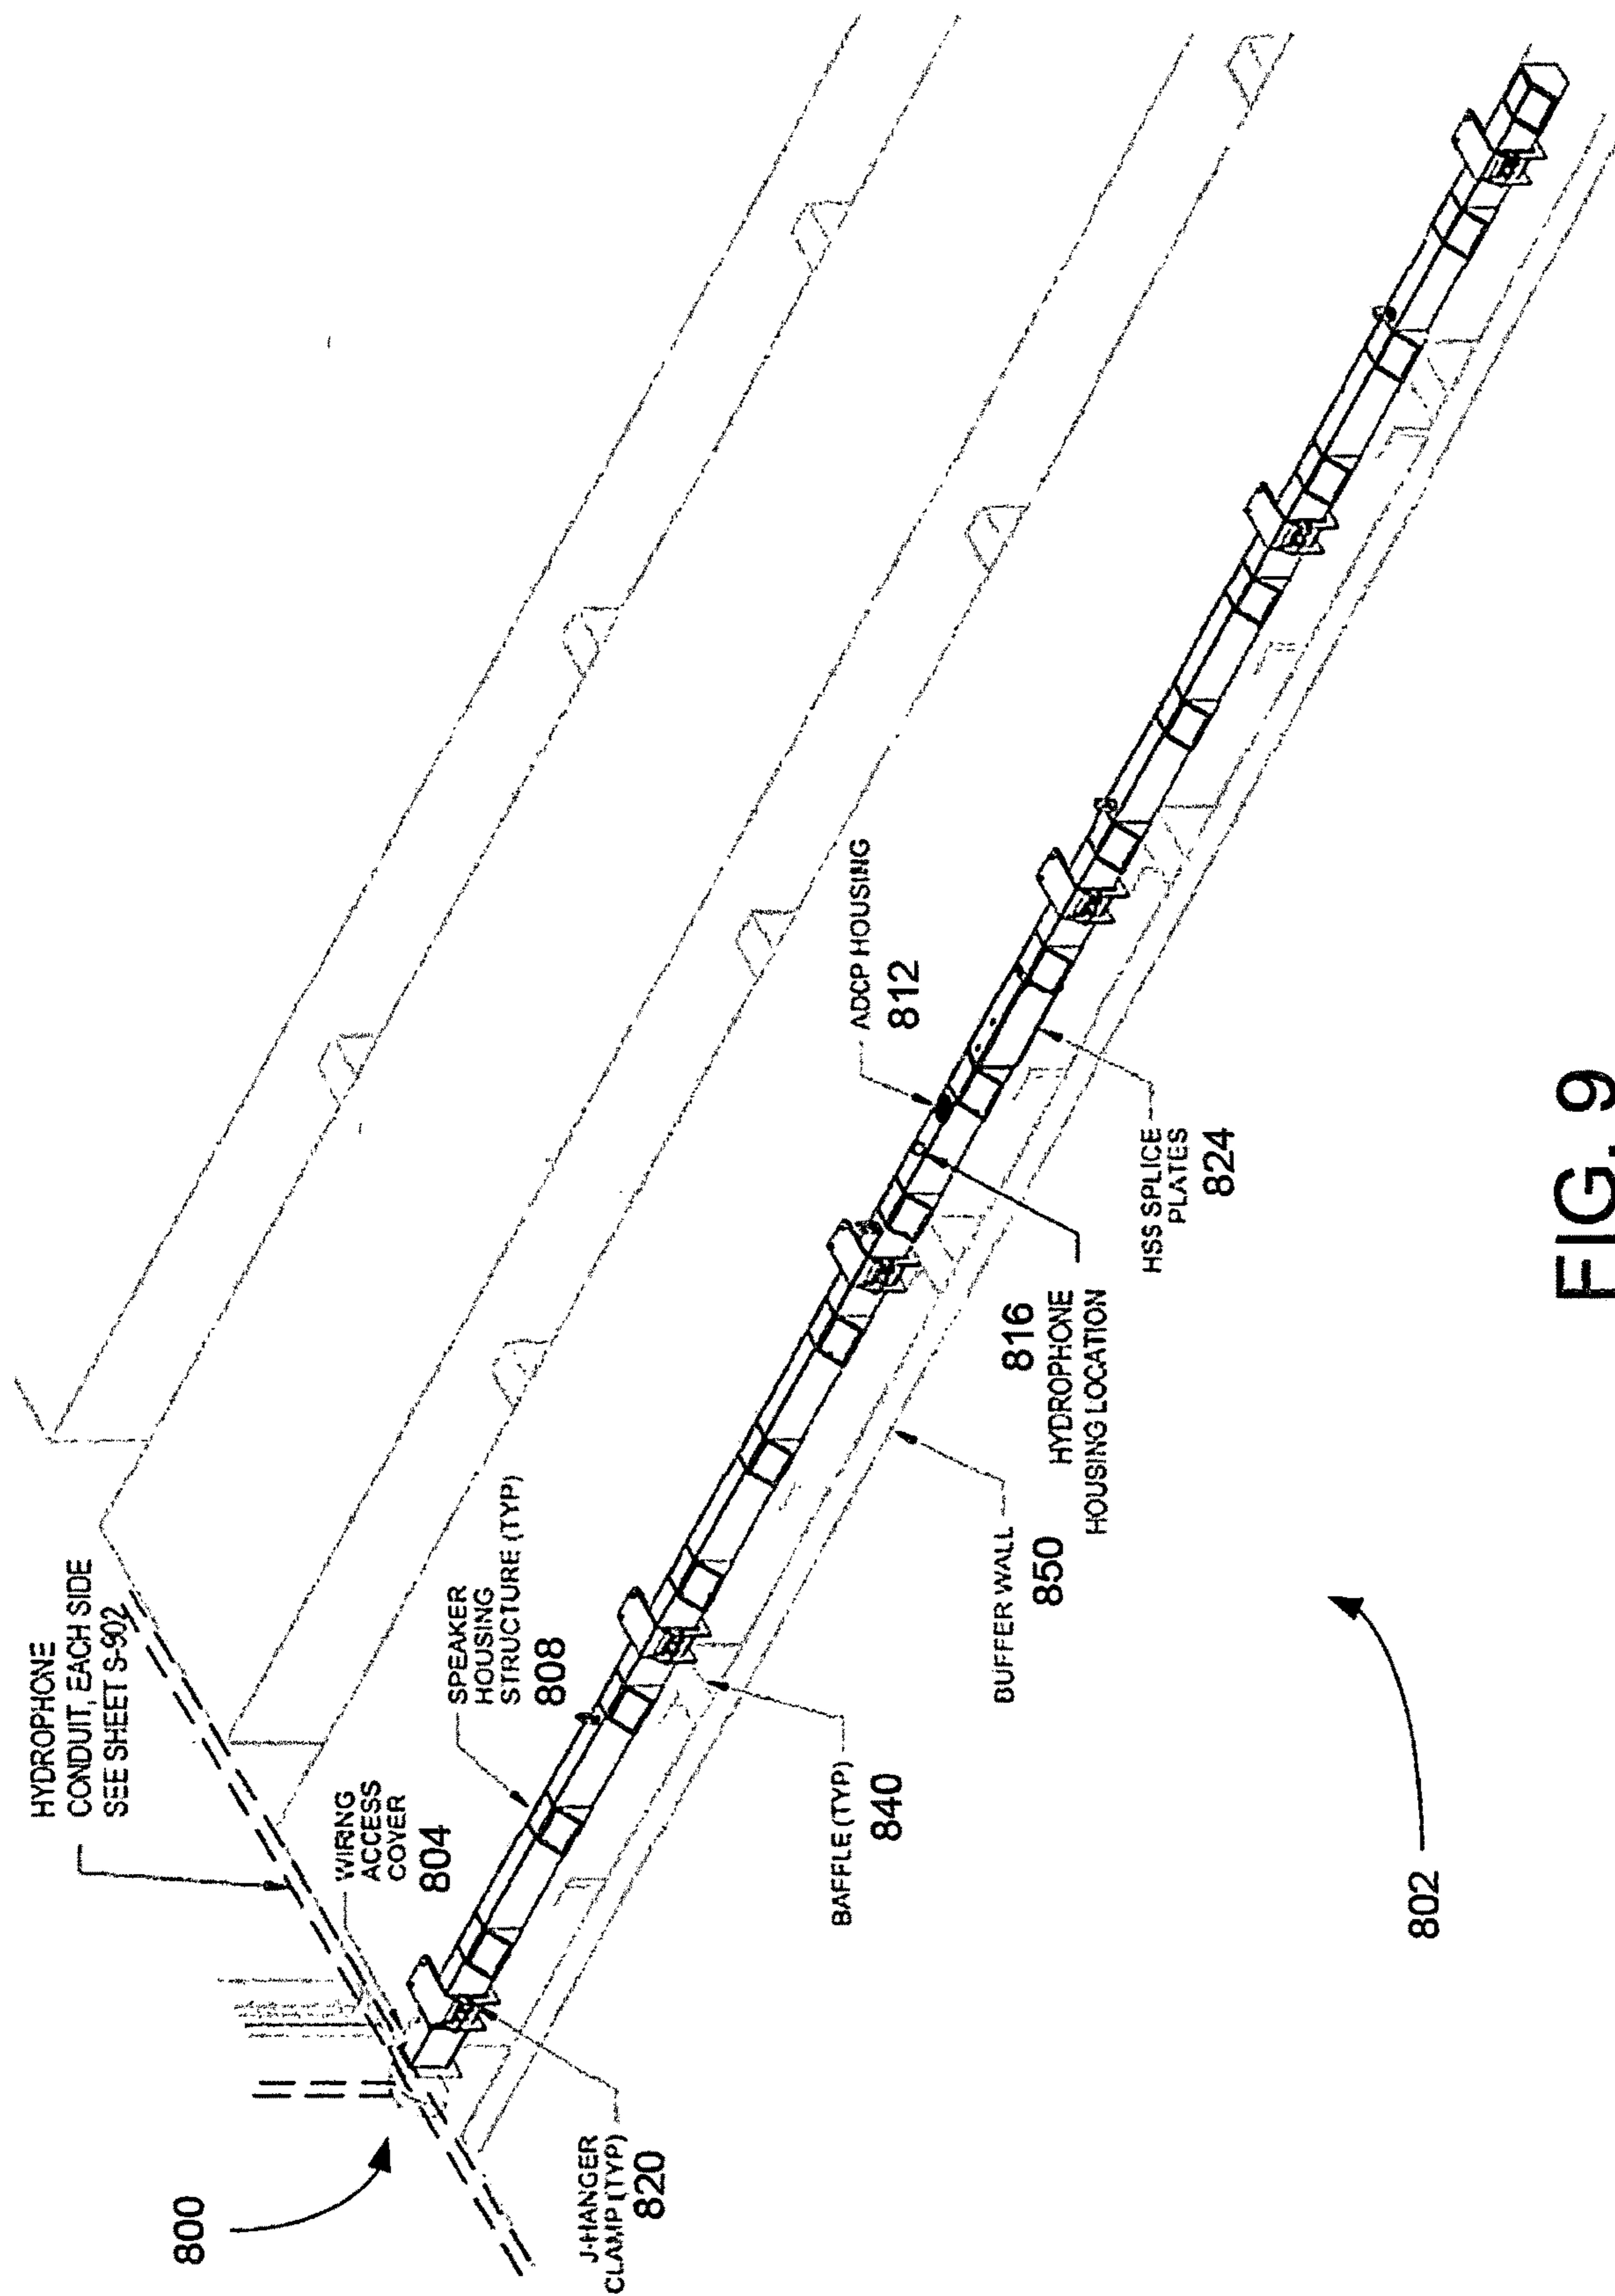 800
HYDROPHONE
CONDUIT, EACH SIDE
SEE SHEET S-902
WIRING
ACCESS
COVER
804
SPEAKER
HOUSING
STRUCTURE (TYP)
808
J-HANGER
CLAMP (TYP)
820
BAFFLE (TYP)
840
BUFFER WALL
850
816
HYDROPHONE
HOUSING LOCATION
ADCP HOUSING
812
HSS SPLICE
PLATES
824
802
FIG. 9